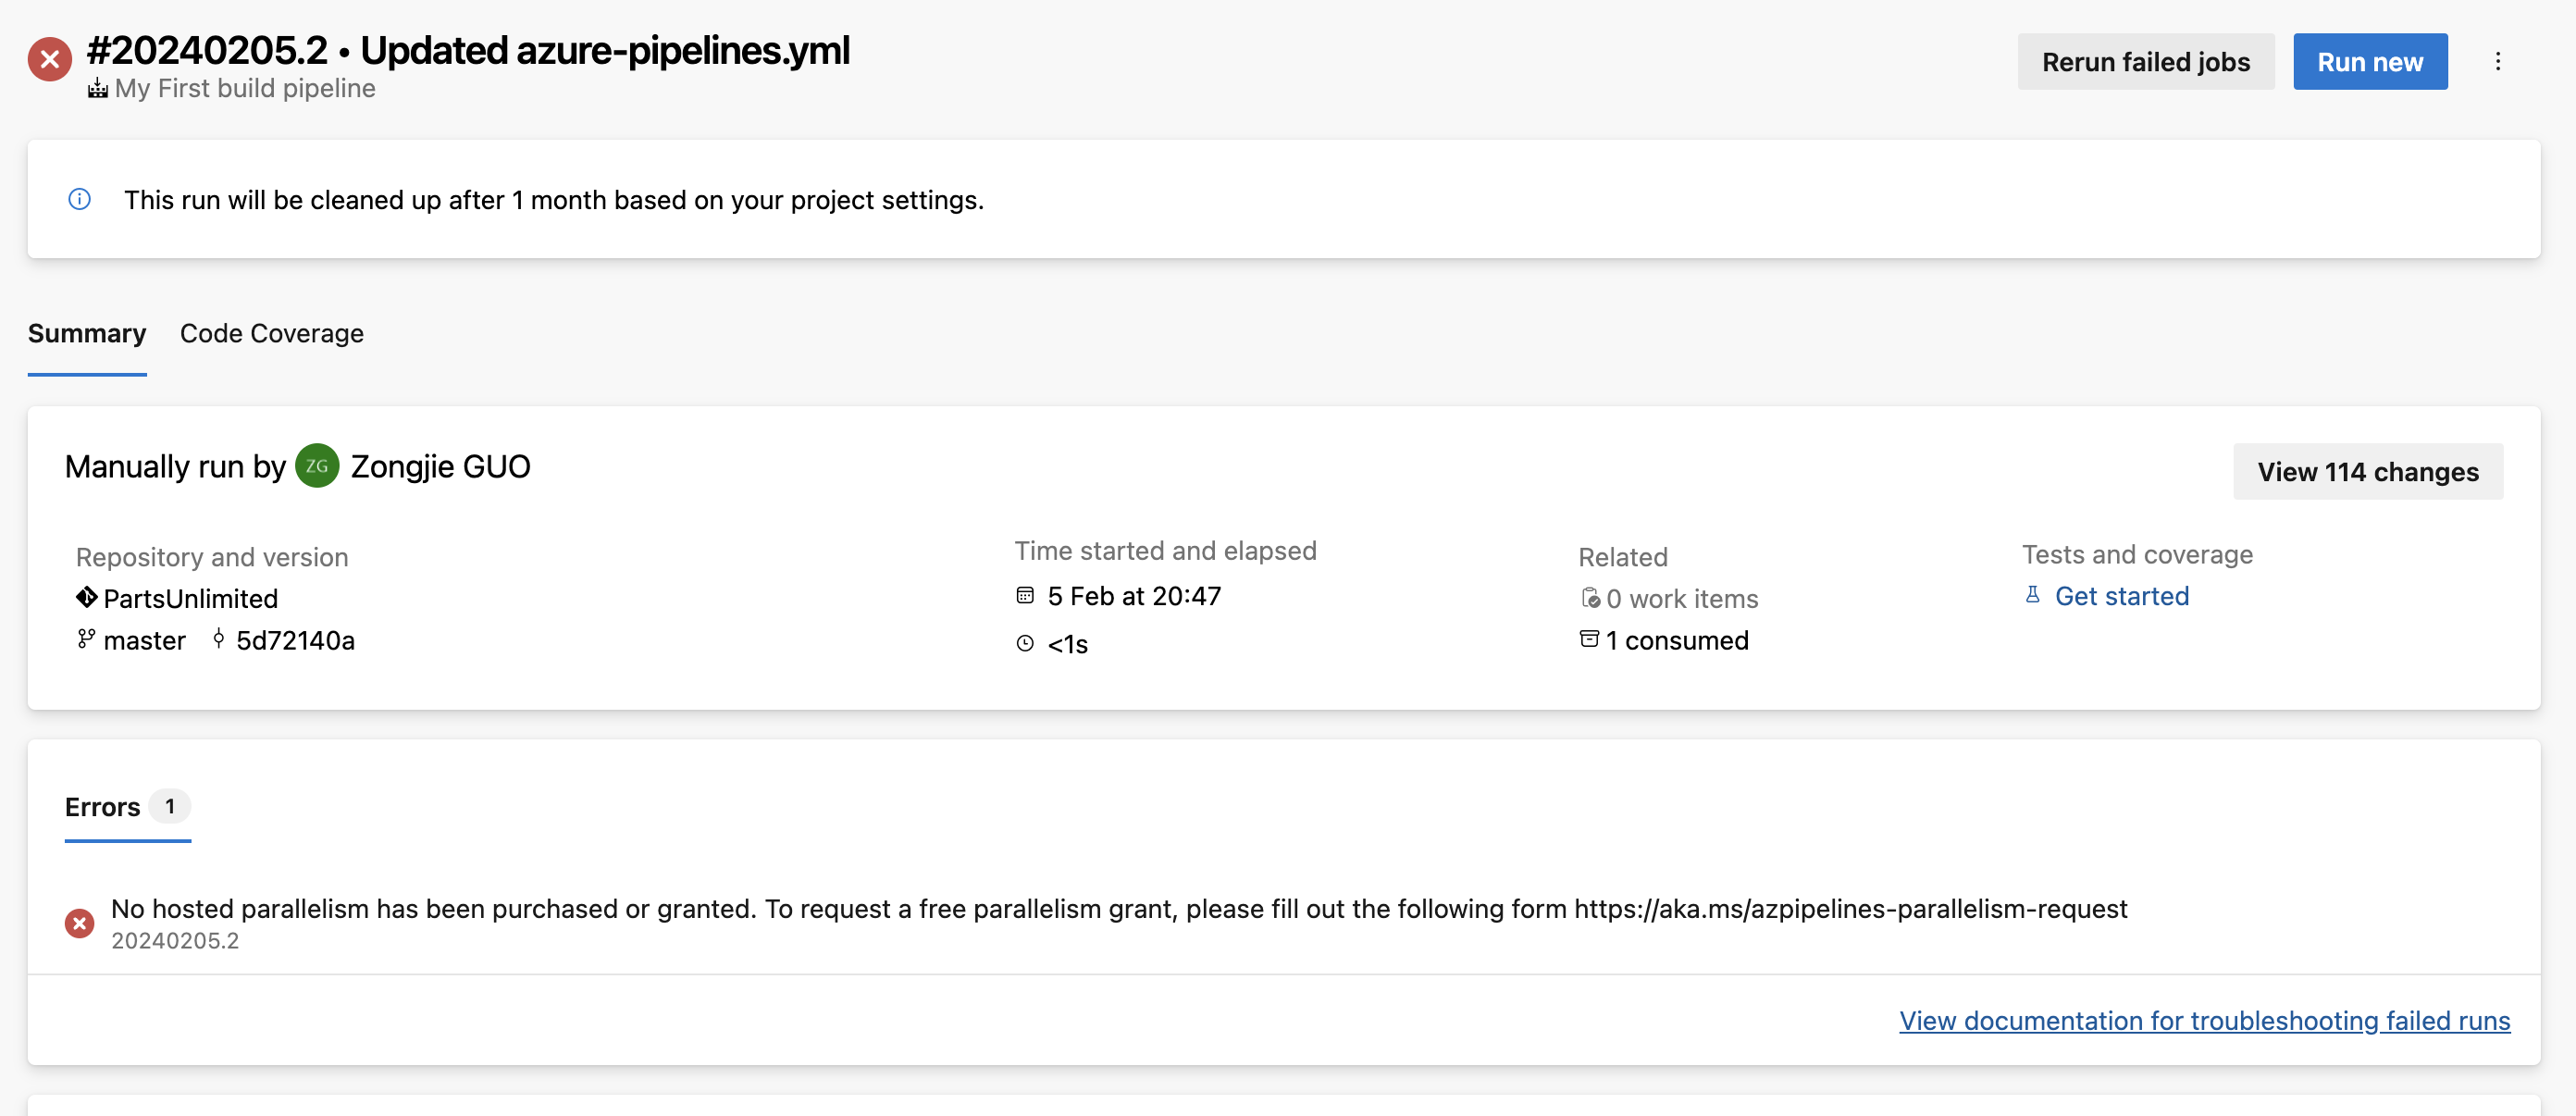 #20240205.2 • Updated azure-pipelines.yml
My First build pipeline
Rerun failed jobs
Run new
This run will be cleaned up after 1 month based on your project settings.
Summary
Code Coverage
Manually run by ZG Zongjie GUO
View 114 changes
Repository and version
PartsUnlimited
master 5d72140a
Time started and elapsed
5 Feb at 20:47
<1s
Related
0 work items
1 consumed
Tests and coverage
Get started
Errors 1
No hosted parallelism has been purchased or granted. To request a free parallelism grant, please fill out the following form https://aka.ms/azpipelines-parallelism-request
20240205.2
View documentation for troubleshooting failed runs